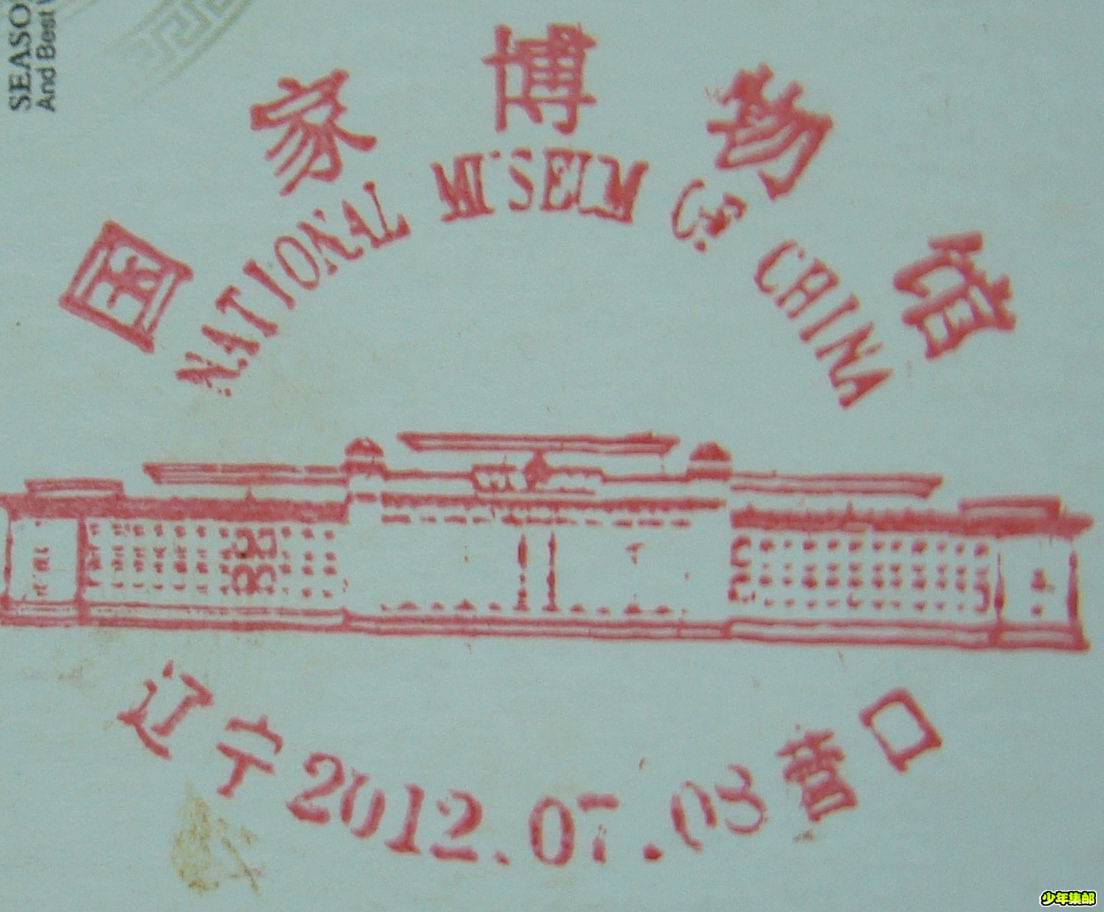 SEASO
And Best
国家博物馆
NATIONAL MUSEUM OF CHINA
辽宁2012.07.08营口
少年集邮